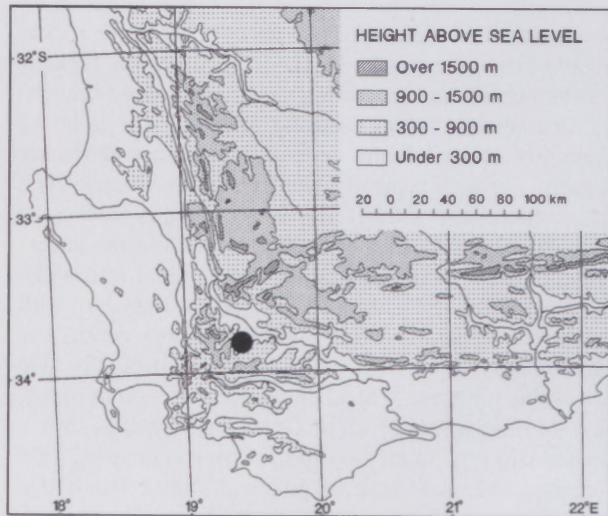 HEIGHT ABOVE SEA LEVEL
Over 1500 m
900 - 1500 m
300 - 900 m
Under 300 m
20 0 20 40 60 80 100 km
32°S
33°
34°
18°
19°
20°
21°
22°E